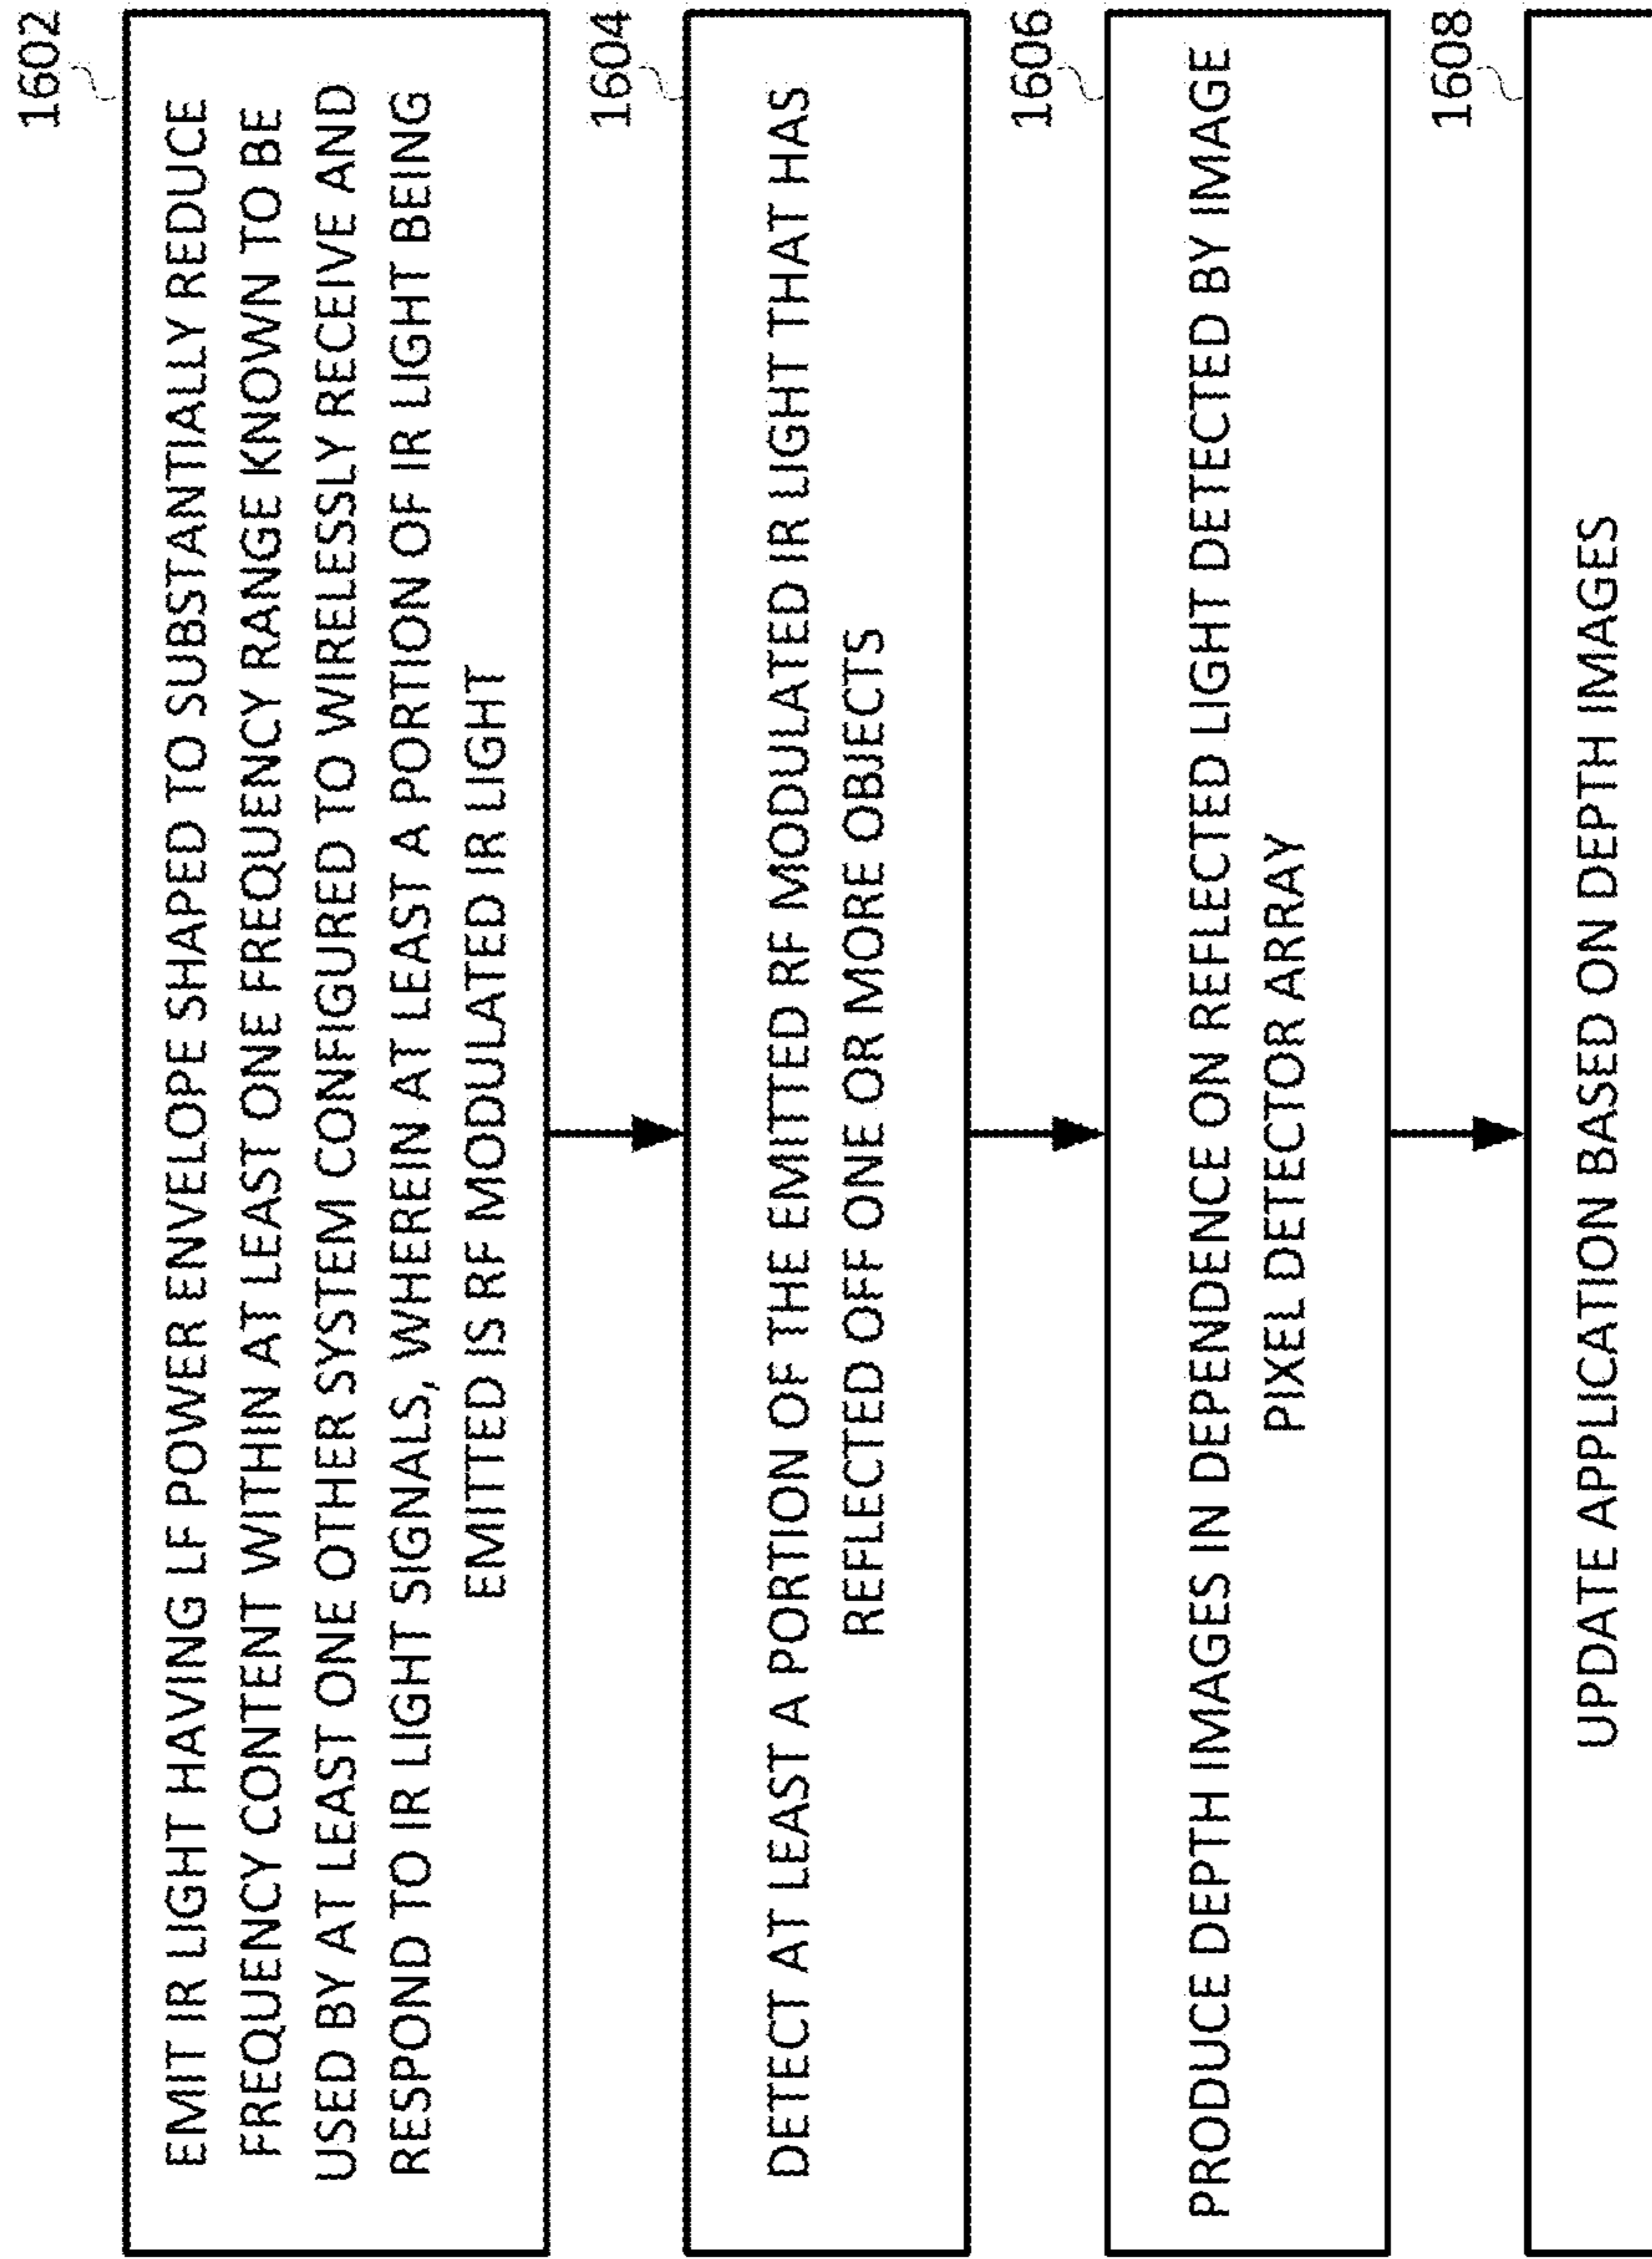 1602
EMIT IR LIGHT HAVING LF POWER ENVELOPE SHAPED TO SUBSTANTIALLY REDUCE
FREQUENCY CONTENT WITHIN AT LEAST ONE FREQUENCY RANGE KNOWN TO BE
USED BY AT LEAST ONE OTHER SYSTEM CONFIGURED TO WIRELESSLY RECEIVE AND
RESPOND TO IR LIGHT SIGNALS, WHEREIN AT LEAST A PORTION OF IR LIGHT BEING
EMITTED IS RF MODULATED IR LIGHT
1604
DETECT AT LEAST A PORTION OF THE EMITTED RF MODULATED IR LIGHT THAT HAS
REFLECTED OFF ONE OR MORE OBJECTS
1606
PRODUCE DEPTH IMAGES IN DEPENDENCE ON REFLECTED LIGHT DETECTED BY IMAGE
PIXEL DETECTOR ARRAY
1608
UPDATE APPLICATION BASED ON DEPTH IMAGES